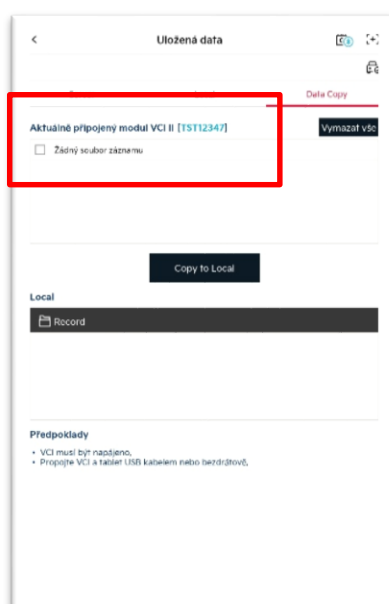 Uložená data
Data Copy
Aktuálně připojený modul VCI II [TST12347]
Vymazat vše
Žádný soubor záznamu
Copy to Local
Local
Record
Předpoklady
• VCI musí být napájeno,
• Propojte VCI a tablet USB kabelem nebo bezdrátově,